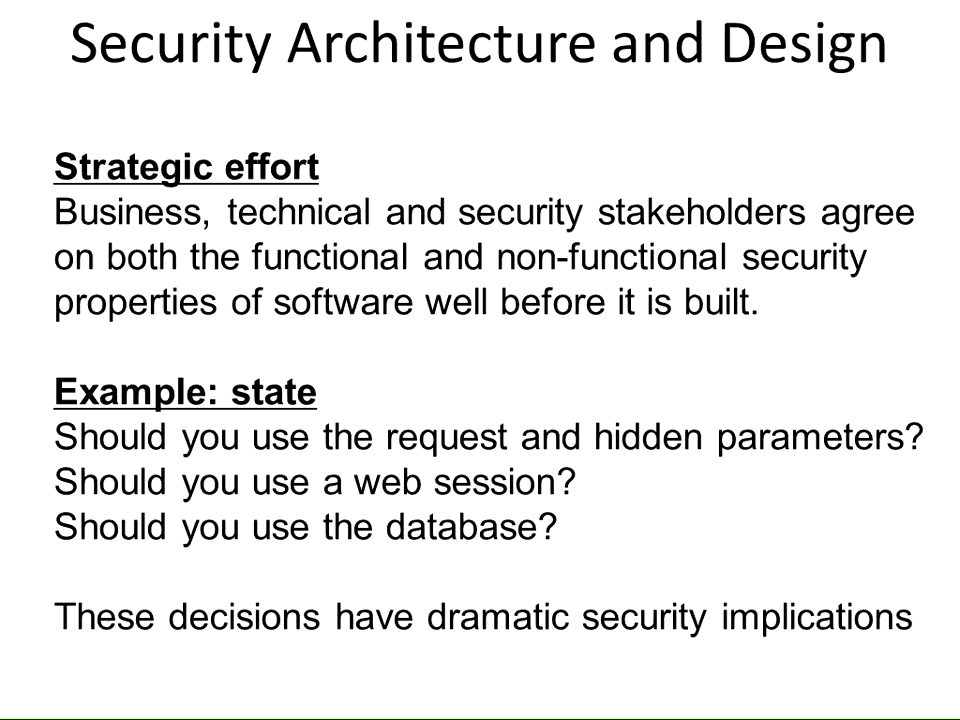 Security Architecture and Design
Strategic effort
Business, technical and security stakeholders agree
on both the functional and non-functional security
properties of software well before it is built.
Example: state
Should you use the request and hidden parameters?
Should you use a web session?
Should you use the database?
These decisions have dramatic security implications